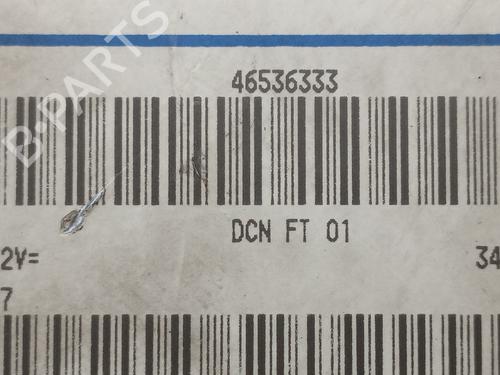 B-PARTS
46536333
DCN FT 01
2V= 34
7